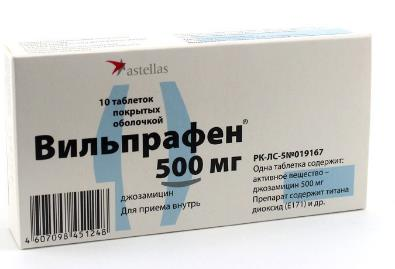 astellas
10 таблеток
покрытых
оболочкой
Вильпрафен®
500 мг
джозамицин
Для приема внутрь
РК-ЛС-5№019167
Одна таблетка содержит:
активное вещество –
джозамицин 500 мг
Препарат содержит титана
диоксид (E171) и др.
4 607098 451248